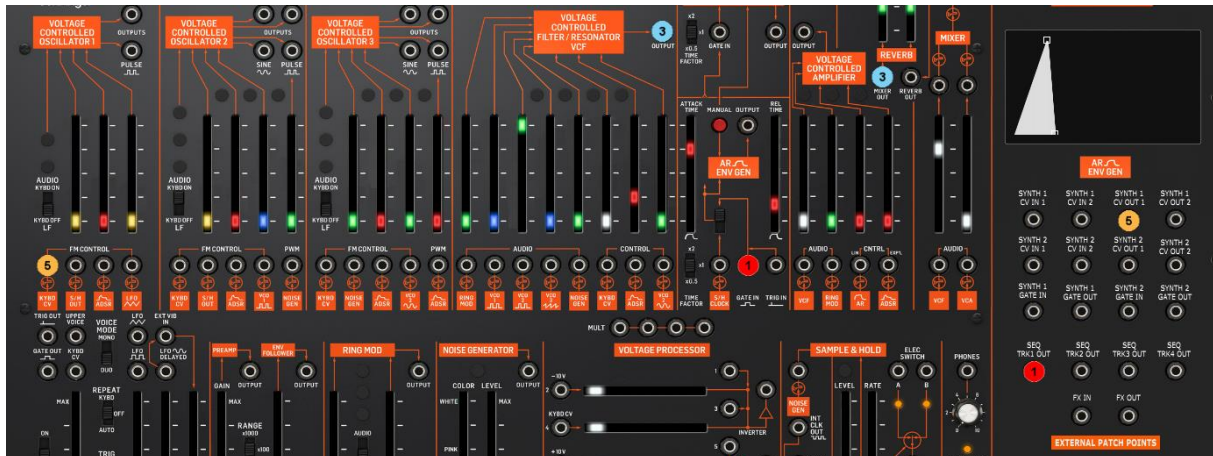 VOLTAGE
CONTROLLED
OSCILLATOR 1
OUTPUTS
PULSE
VOLTAGE
CONTROLLED
OSCILLATOR 2
OUTPUTS
SINE
PULSE
VOLTAGE
CONTROLLED
OSCILLATOR 3
OUTPUTS
SINE
PULSE
VOLTAGE
CONTROLLED
FILTER / RESONATOR
VCF
3
OUTPUT
x2
x1
x0.5
TIME
FACTOR
GATE IN
OUTPUT
OUTPUT
VOLTAGE
CONTROLLED
AMPLIFIER
REVERB
3
MIXER
OUT
REVERB
OUT
MIXER
ATTACK
TIME
MANUAL
OUTPUT
REL
TIME
AR
ENV GEN
AUDIO
KYBD ON
KYBD OFF
LF
AUDIO
KYBD ON
KYBD OFF
LF
AUDIO
KYBD ON
KYBD OFF
LF
FM CONTROL
5
KYBD
CV
S/H
OUT
ADSR
LFO
FM CONTROL
PWM
KYBD
CV
S/H
OUT
ADSR
VCO
NOISE
GEN
FM CONTROL
PWM
KYBD
CV
NOISE
GEN
ADSR
VCO
ADSR
AUDIO
CONTROL
RING
MOD
VCO
VCO
VCO
NOISE
GEN
KYBD
CV
ADSR
VCO
x2
x1
x0.5
TIME
FACTOR
S/H
CLOCK
1
GATE IN
TRIG IN
AUDIO
CNTRL
LIN
EXPT.
VCF
RING
MOD
AR
ADSR
AUDIO
VCF
VCA
AR
ENV GEN
SYNTH 1
CV IN 1
SYNTH 1
CV IN 2
SYNTH 1
CV OUT 1
SYNTH 1
CV OUT 2
5
SYNTH 2
CV IN 1
SYNTH 2
CV IN 2
SYNTH 2
CV OUT 1
SYNTH 2
CV OUT 2
SYNTH 1
GATE IN
SYNTH 1
GATE OUT
SYNTH 2
GATE IN
SYNTH 2
GATE OUT
SEQ
TRK1 OUT
SEQ
TRK2 OUT
SEQ
TRK3 OUT
SEQ
TRK4 OUT
1
FX IN
FX OUT
EXTERNAL PATCH POINTS
TRIG OUT
UPPER
VOICE
VOICE
MODE
MONO
DUO
LFO
EXT VIB
IN
GATE OUT
KYBD
CV
LFO
LFO
DELAYED
MAX
REPEAT
KYBD
OFF
AUTO
ON
TRIG
PREAMP
GAIN
OUTPUT
MAX
RANGE
x1000
x100
ENV
FOLLOWER
OUTPUT
RING MOD
OUTPUT
AUDIO
NOISE GENERATOR
COLOR
LEVEL
OUTPUT
WHITE
MAX
PINK
MULT
VOLTAGE PROCESSOR
-10V
2
KYBD CV
4
+10V
1
3
5
INVERTER
SAMPLE & HOLD
NOISE
GEN
INT
CLK
OUT
LEVEL
RATE
ELEC
SWITCH
A
B
PHONES